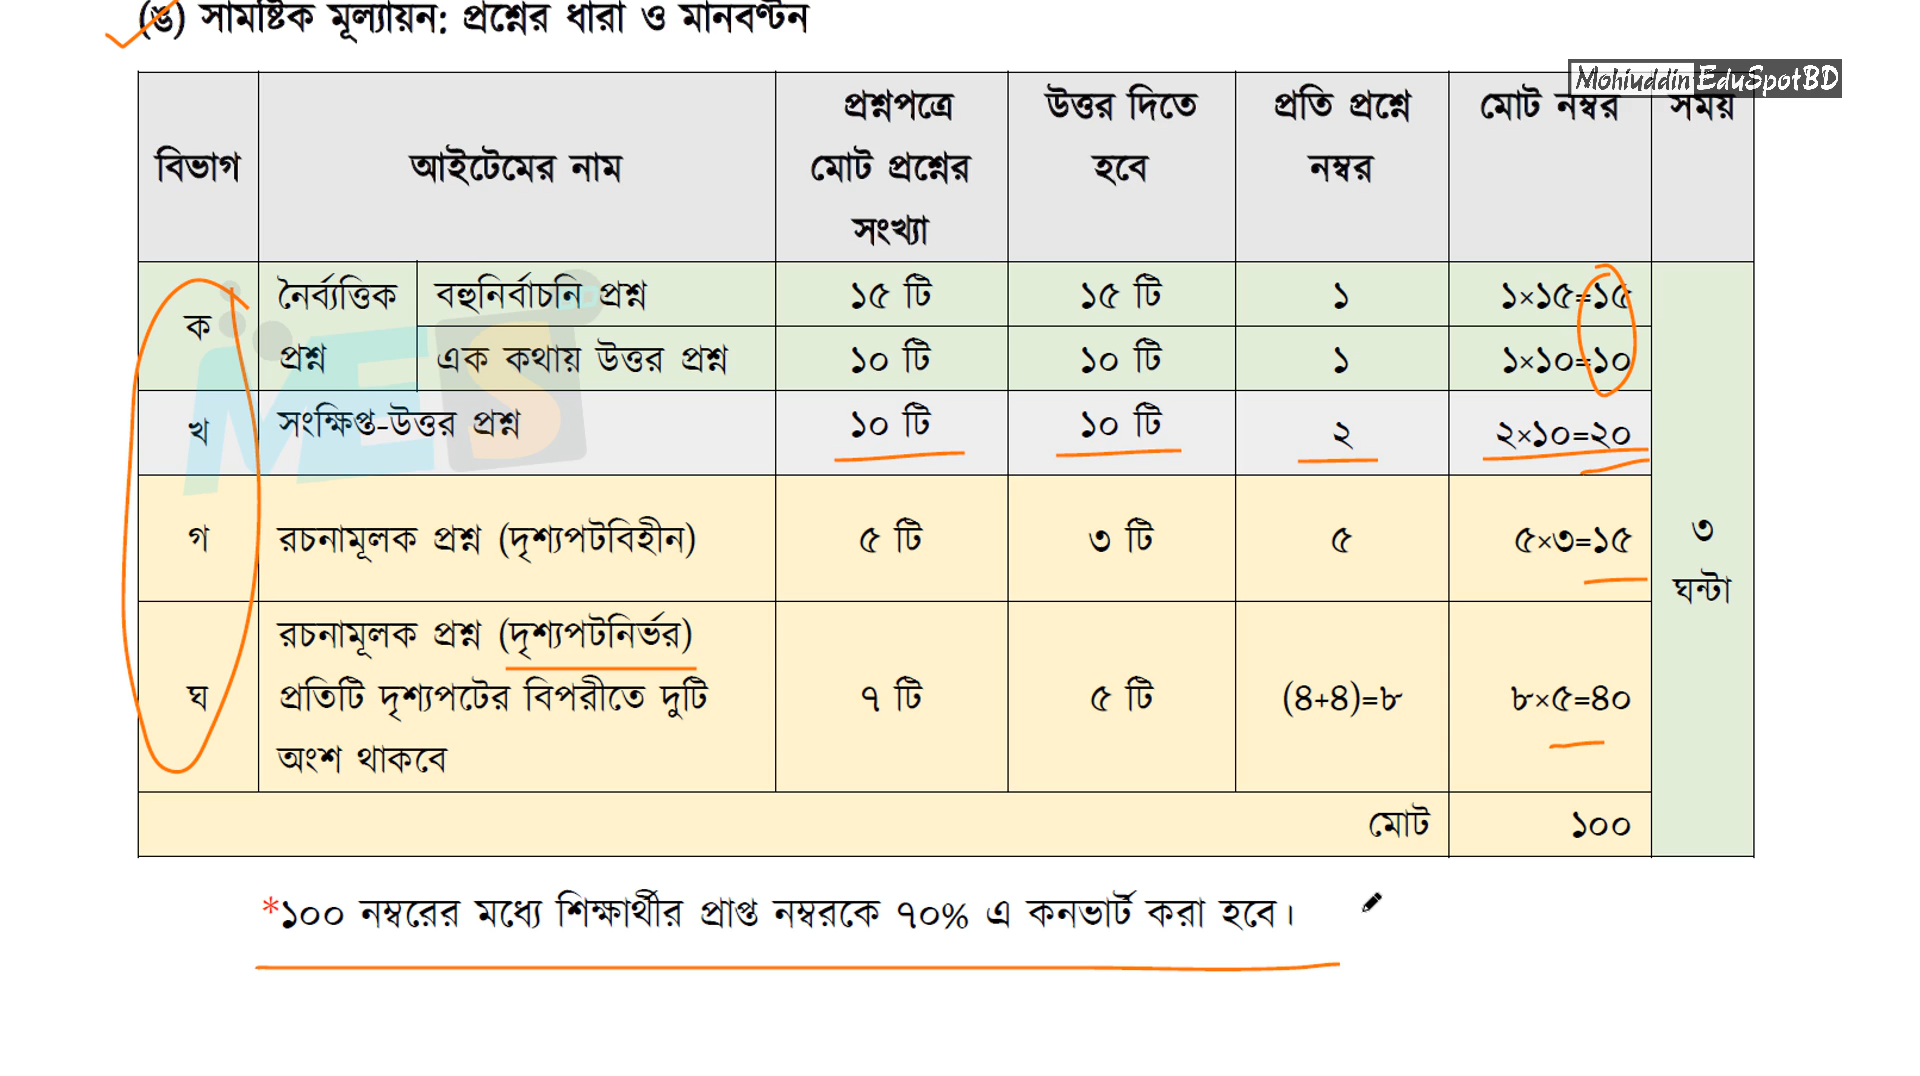 (ঙ) সামষ্টিক মূল্যায়ন: প্রশ্নের ধারা ও মানবণ্টন
Mohiuddin EduSpotBD
বিভাগ আইটেমের নাম প্রশ্নপত্রে মোট প্রশ্নের সংখ্যা উত্তর দিতে হবে প্রতি প্রশ্নে নম্বর মোট নম্বর সময়
ক নৈর্ব্যত্তিক প্রশ্ন বহুনির্বাচনি প্রশ্ন ১৫ টি ১৫ টি ১ ১×১৫=১৫
এক কথায় উত্তর প্রশ্ন ১০ টি ১০ টি ১ ১×১০=১০
খ সংক্ষিপ্ত-উত্তর প্রশ্ন ১০ টি ১০ টি ২ ২×১০=২০
গ রচনামূলক প্রশ্ন (দৃশ্যপটবিহীন) ৫ টি ৩ টি ৫ ৫×৩=১৫
৩ ঘন্টা
ঘ রচনামূলক প্রশ্ন (দৃশ্যপটনির্ভর)
প্রতিটি দৃশ্যপটের বিপরীতে দুটি
অংশ থাকবে
৭ টি ৫ টি (৪+৪)=৮ ৮×৫=৪০
মোট ১০০
*১০০ নম্বরের মধ্যে শিক্ষার্থীর প্রাপ্ত নম্বরকে ৭০% এ কনভার্ট করা হবে।
MES